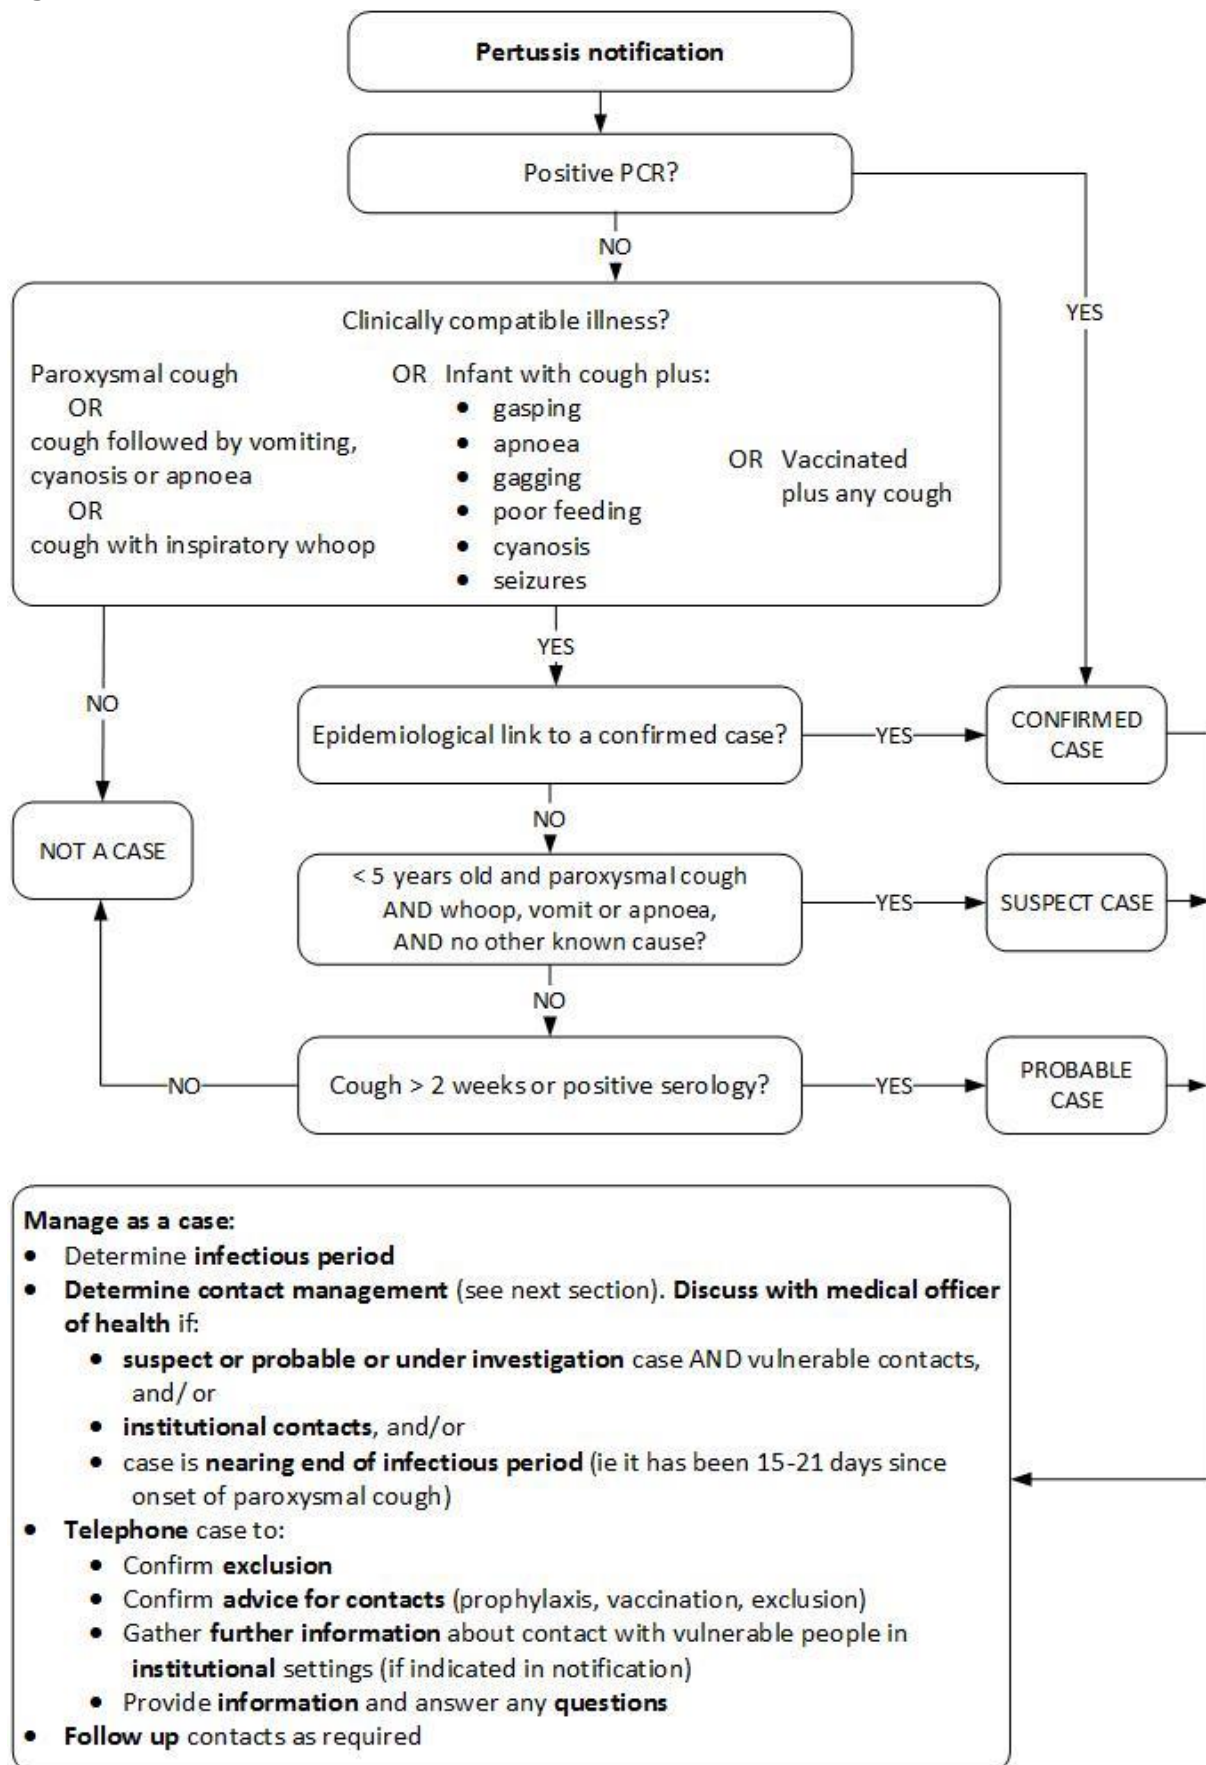 Pertussis notification
Positive PCR?
NO
YES
Clinically compatible illness?
Paroxysmal cough
OR
cough followed by vomiting,
cyanosis or apnoea
OR
cough with inspiratory whoop
OR Infant with cough plus:
• gasping
• apnoea
• gagging
• poor feeding
• cyanosis
• seizures
OR Vaccinated
plus any cough
NO
YES
Epidemiological link to a confirmed case?
YES
CONFIRMED
CASE
NO
NOT A CASE
< 5 years old and paroxysmal cough
AND whoop, vomit or apnoea,
AND no other known cause?
YES
SUSPECT CASE
NO
Cough > 2 weeks or positive serology?
NO
YES
PROBABLE
CASE
Manage as a case:
• Determine infectious period
• Determine contact management (see next section). Discuss with medical officer
of health if:
• suspect or probable or under investigation case AND vulnerable contacts,
and/ or
• institutional contacts, and/or
• case is nearing end of infectious period (ie it has been 15-21 days since
onset of paroxysmal cough)
• Telephone case to:
• Confirm exclusion
• Confirm advice for contacts (prophylaxis, vaccination, exclusion)
• Gather further information about contact with vulnerable people in
institutional settings (if indicated in notification)
• Provide information and answer any questions
• Follow up contacts as required